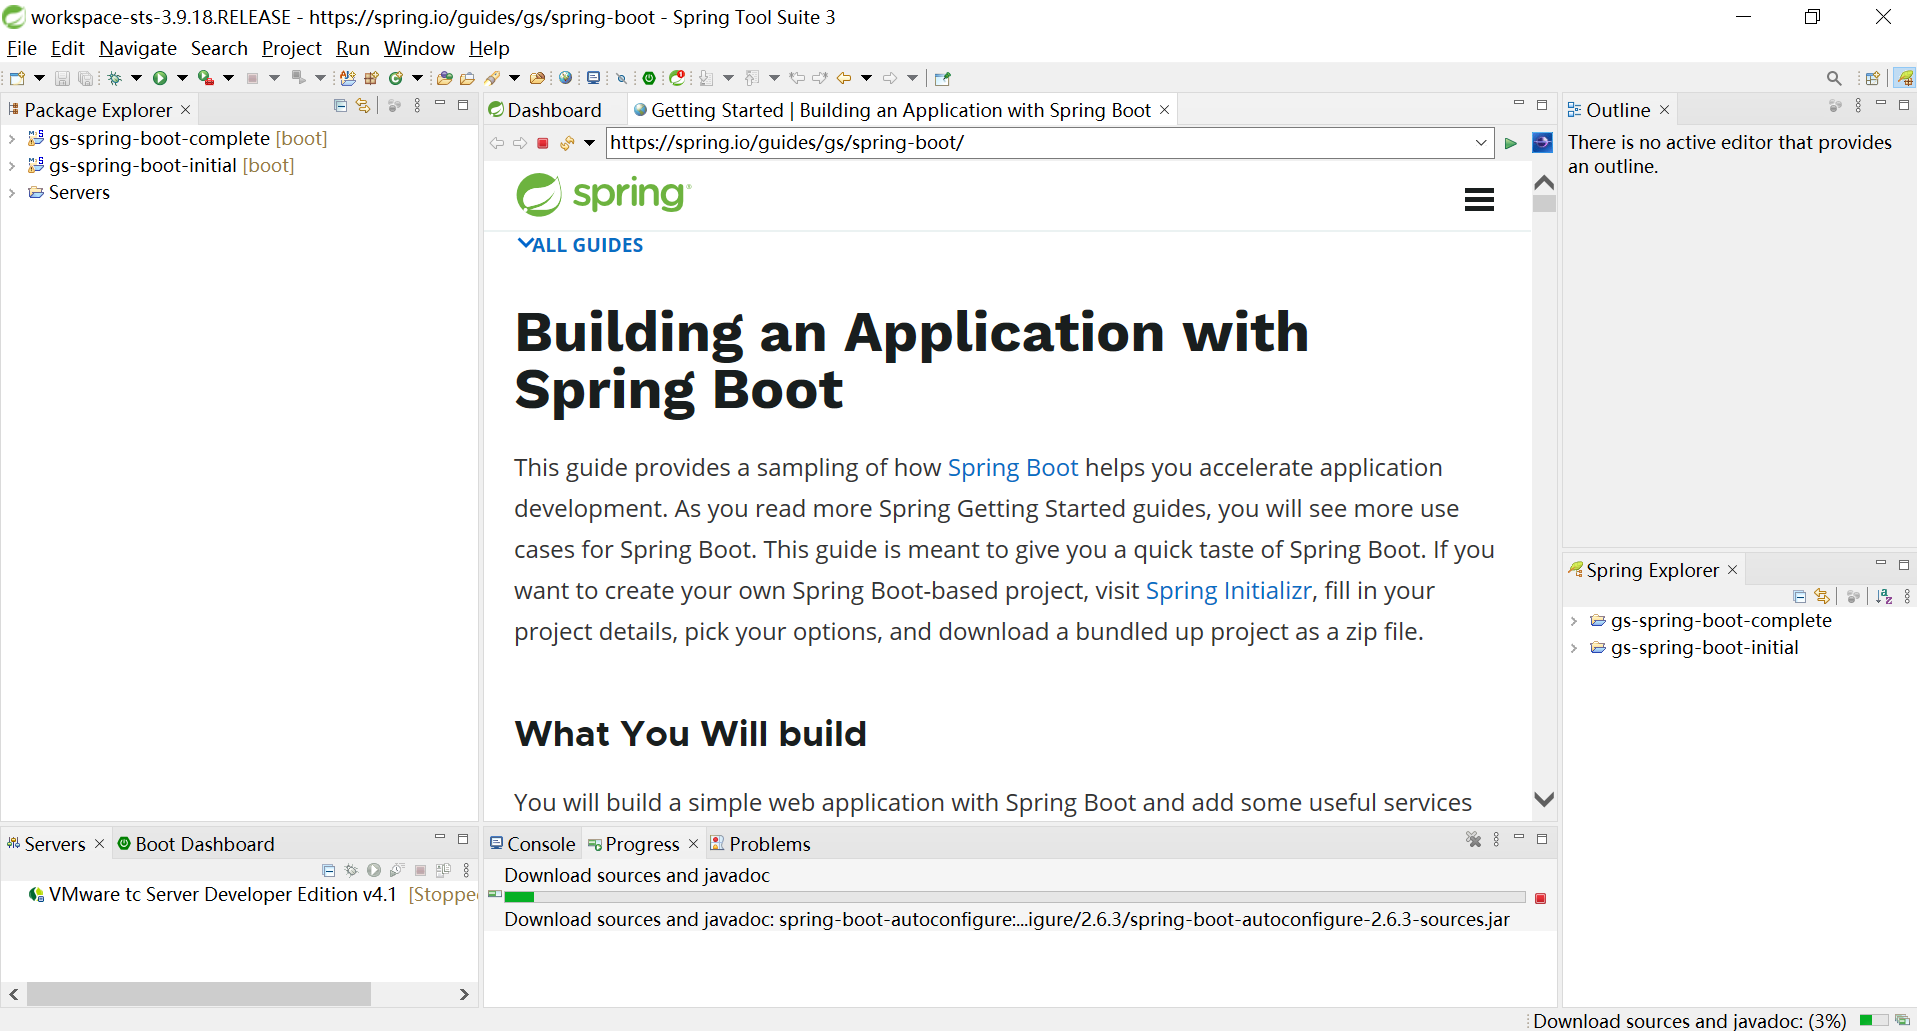 workspace-sts-3.9.18.RELEASE - https://spring.io/guides/gs/spring-boot - Spring Tool Suite 3
File Edit Navigate Search Project Run Window Help
Package Explorer
gs-spring-boot-complete [boot]
gs-spring-boot-initial [boot]
Servers
Dashboard
Getting Started | Building an Application with Spring Boot
https://spring.io/guides/gs/spring-boot/
spring
ALL GUIDES
Building an Application with
Spring Boot
This guide provides a sampling of how Spring Boot helps you accelerate application
development. As you read more Spring Getting Started guides, you will see more use
cases for Spring Boot. This guide is meant to give you a quick taste of Spring Boot. If you
want to create your own Spring Boot-based project, visit Spring Initializr, fill in your
project details, pick your options, and download a bundled up project as a zip file.
What You Will build
You will build a simple web application with Spring Boot and add some useful services
Outline
There is no active editor that provides
an outline.
Spring Explorer
gs-spring-boot-complete
gs-spring-boot-initial
Servers
Boot Dashboard
VMware tc Server Developer Edition v4.1 [Stoppe
Console
Progress
Problems
Download sources and javadoc
Download sources and javadoc: spring-boot-autoconfigure:...igure/2.6.3/spring-boot-autoconfigure-2.6.3-sources.jar
Download sources and javadoc: (3%)